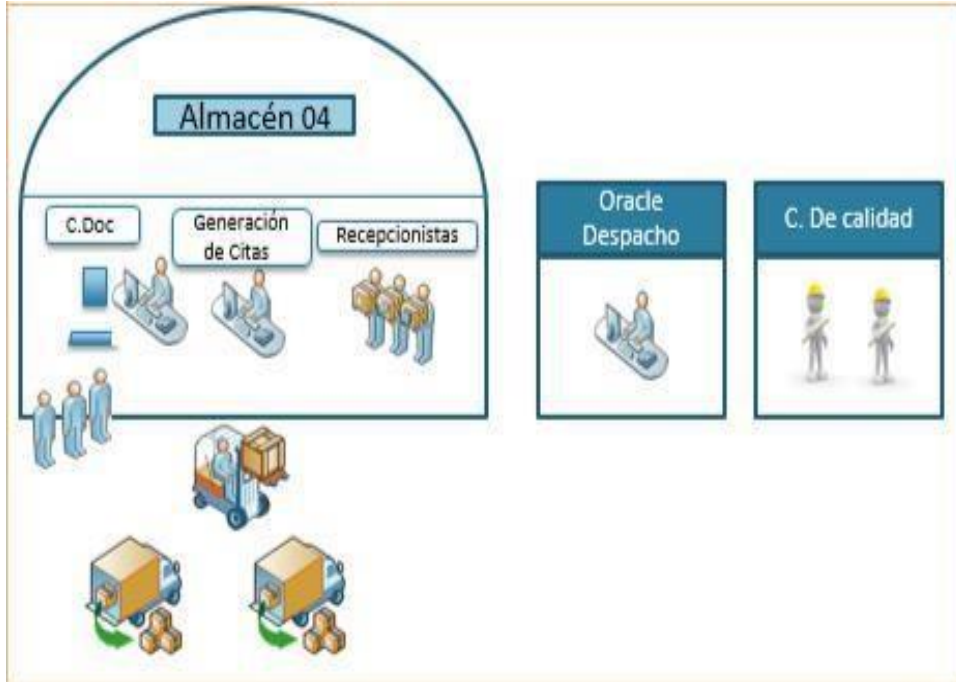 Almacén 04
C.Doc
Generación
de Citas
Recepcionistas
Oracle
Despacho
C. De calidad